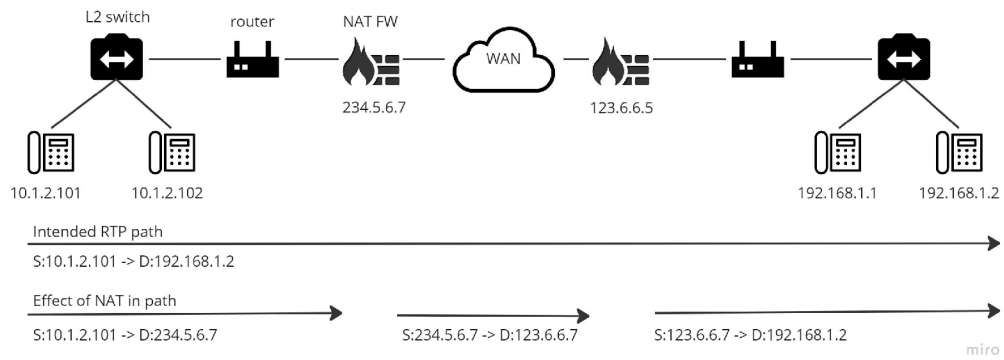 L2 switch
router
NAT FW
WAN
234.5.6.7
123.6.6.5
10.1.2.101
10.1.2.102
192.168.1.1
192.168.1.2
Intended RTP path
S:10.1.2.101 -> D:192.168.1.2
Effect of NAT in path
S:10.1.2.101 -> D:234.5.6.7
S:234.5.6.7 -> D:123.6.6.7
S:123.6.6.7 -> D:192.168.1.2
miro